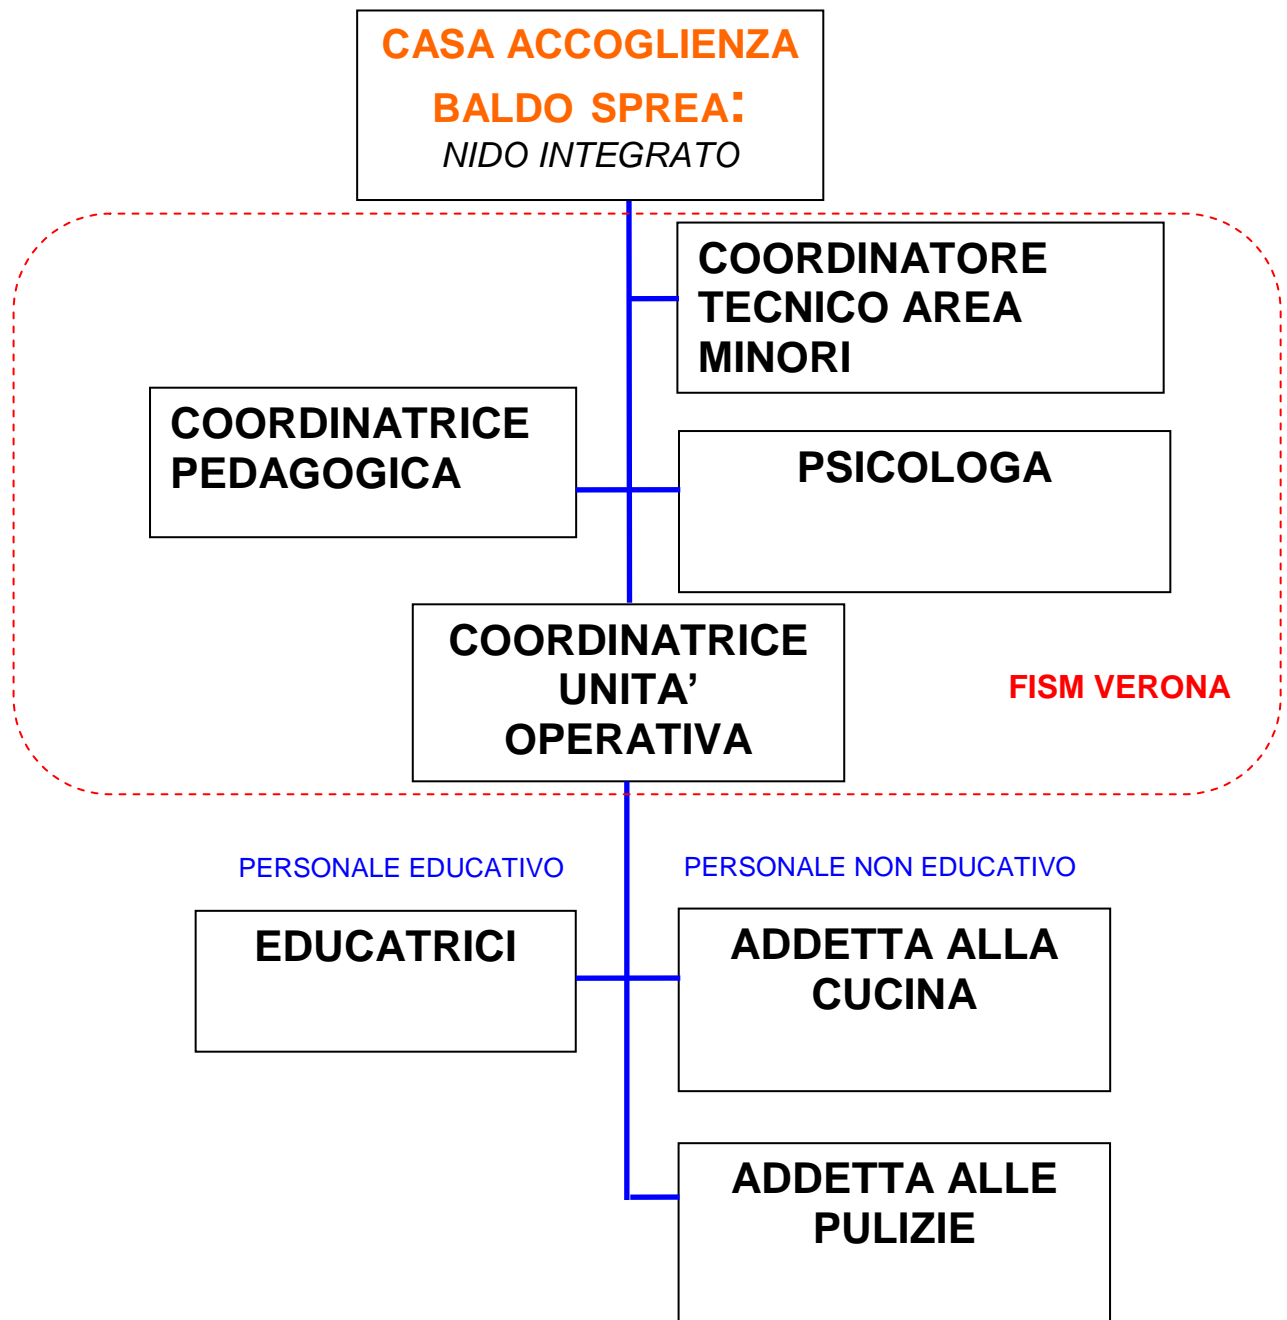 CASA ACCOGLIENZA
BALDO SPREA:
NIDO INTEGRATO
COORDINATORE
TECNICO AREA
MINORI
COORDINATRICE
PEDAGOGICA
PSICOLOGA
COORDINATRICE
UNITA’
OPERATIVA
FISM VERONA
PERSONALE EDUCATIVO
PERSONALE NON EDUCATIVO
EDUCATRICI
ADDETTA ALLA
CUCINA
ADDETTA ALLE
PULIZIE